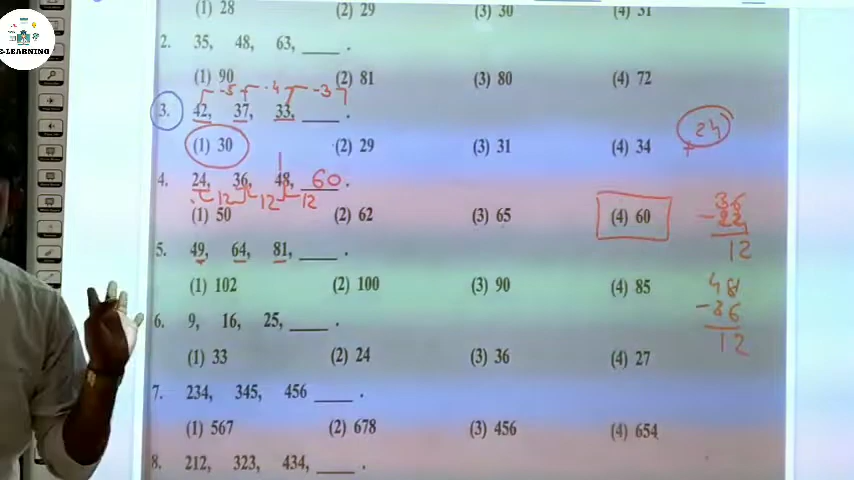 E-LEARNING
(1) 28 (2) 29 (3) 30 (4) 31
2. 35, 48, 63, ____ .
(1) 90 (2) 81 (3) 80 (4) 72
-5 -4 -3
3. 42, 37, 33, ____ .
(1) 30 (2) 29 (3) 31 (4) 34
24
4. 24, 36, 48, 60 .
12 12 12
(1) 50 (2) 62 (3) 65 (4) 60
36
12
5. 49, 64, 81, ____ .
(1) 102 (2) 100 (3) 90 (4) 85
48
-36
12
6. 9, 16, 25, ____ .
(1) 33 (2) 24 (3) 36 (4) 27
7. 234, 345, 456 ____ .
(1) 567 (2) 678 (3) 456 (4) 654
8. 212, 323, 434, ____ .